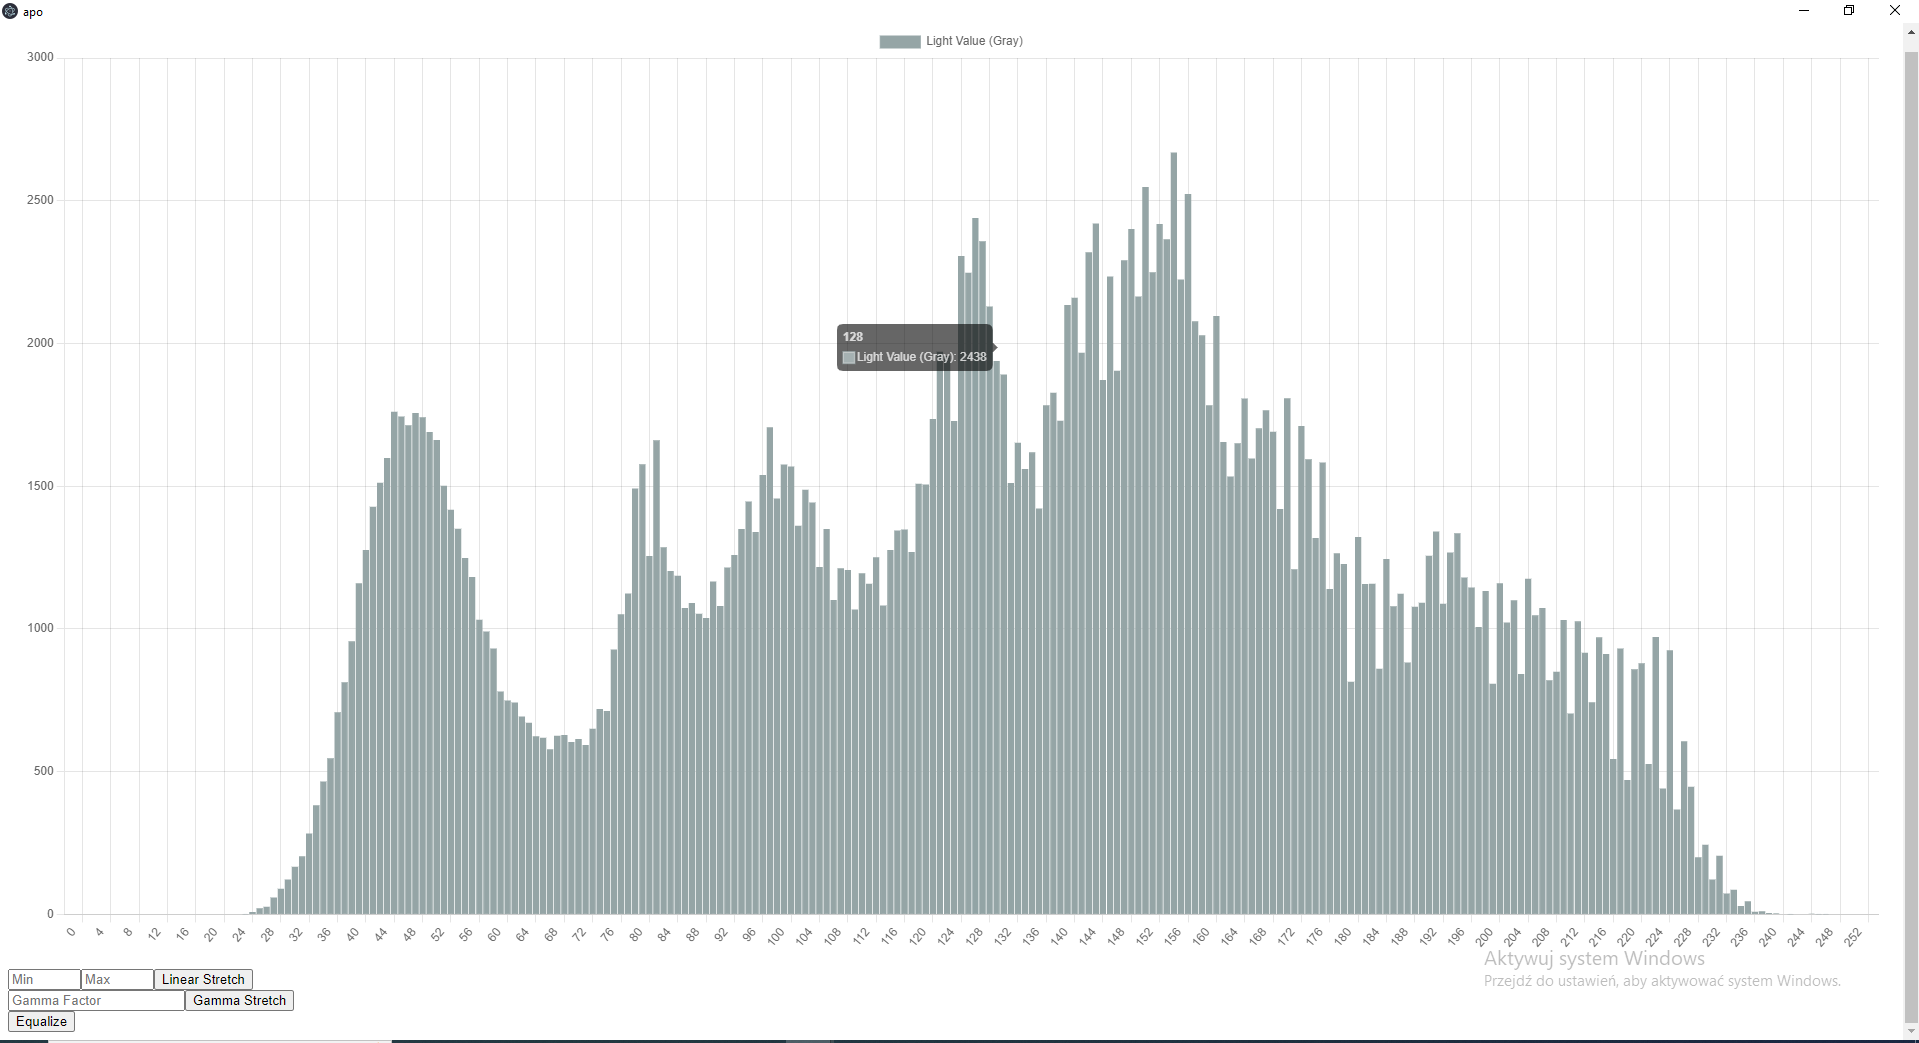 apo
Light Value (Gray)
3000
2500
2000
1500
1000
500
0
128
Light Value (Gray): 2438
0 4 8 12 16 20 24 28 32 36 40 44 48 52 56 60 64 68 72 76 80 84 88 92 96 100 104 108 112 116 120 124 128 132 136 140 144 148 152 156 160 164 168 172 176 180 184 188 192 196 200 204 208 212 216 220 224 228 232 236 240 244 248 252
Aktywuj system Windows
Przejdź do ustawień, aby aktywować system Windows.
Min Max Linear Stretch
Gamma Factor Gamma Stretch
Equalize